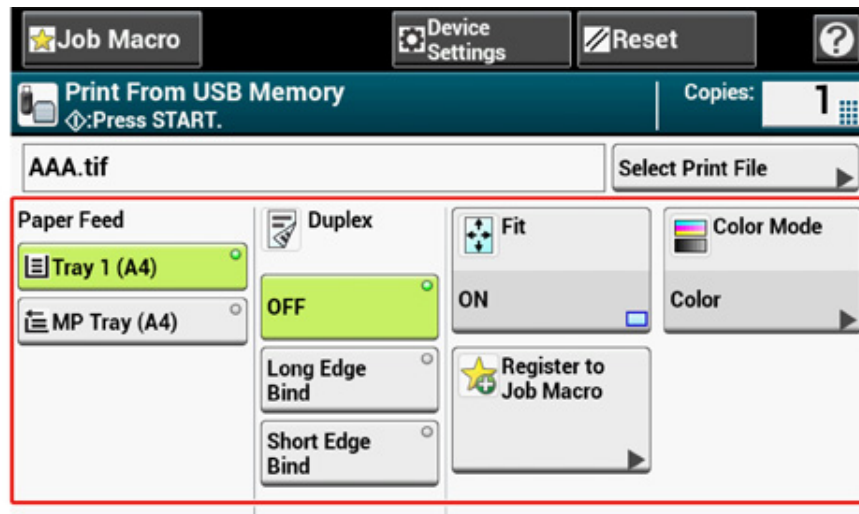 Job Macro
Device
Settings
Reset
?
Print From USB Memory
:Press START.
Copies:
1
AAA.tif
Select Print File
Paper Feed
Tray 1 (A4)
MP Tray (A4)
Duplex
OFF
Long Edge
Bind
Short Edge
Bind
Fit
ON
Register to
Job Macro
Color Mode
Color